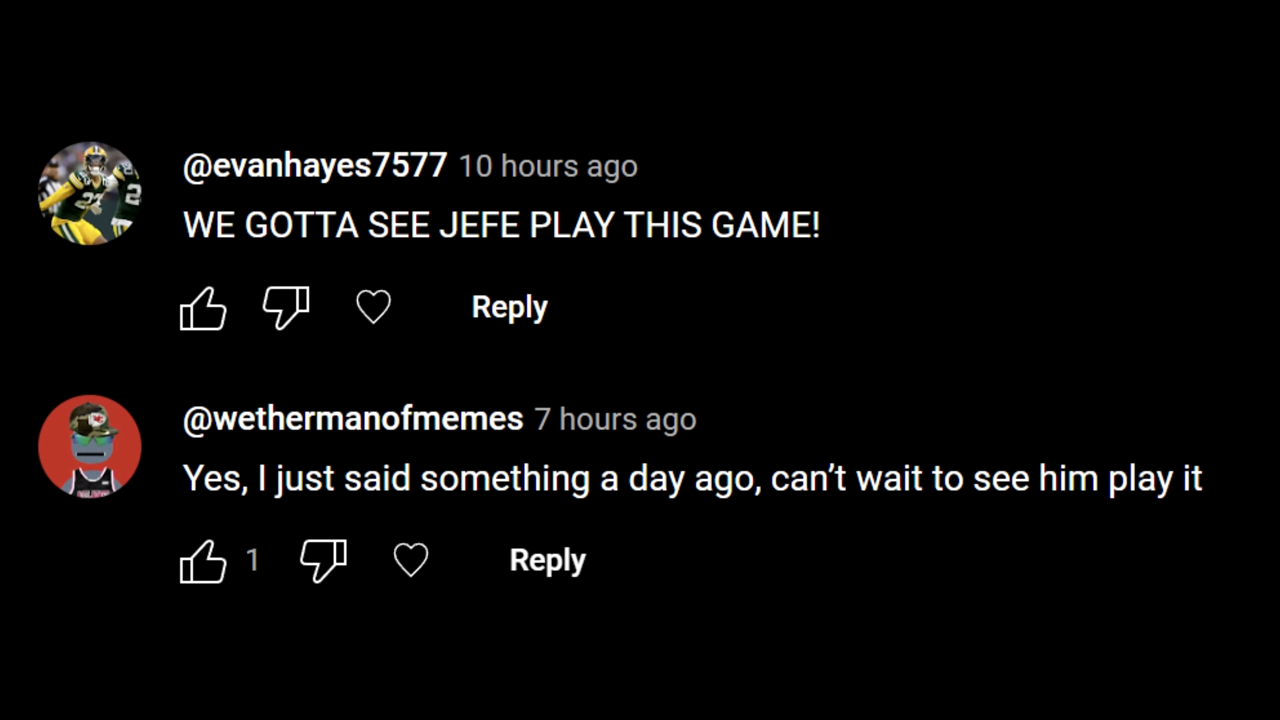 @evanhayes7577 10 hours ago
WE GOTTA SEE JEFE PLAY THIS GAME!
Reply
@wethermanofmemes 7 hours ago
Yes, I just said something a day ago, can’t wait to see him play it
1 Reply